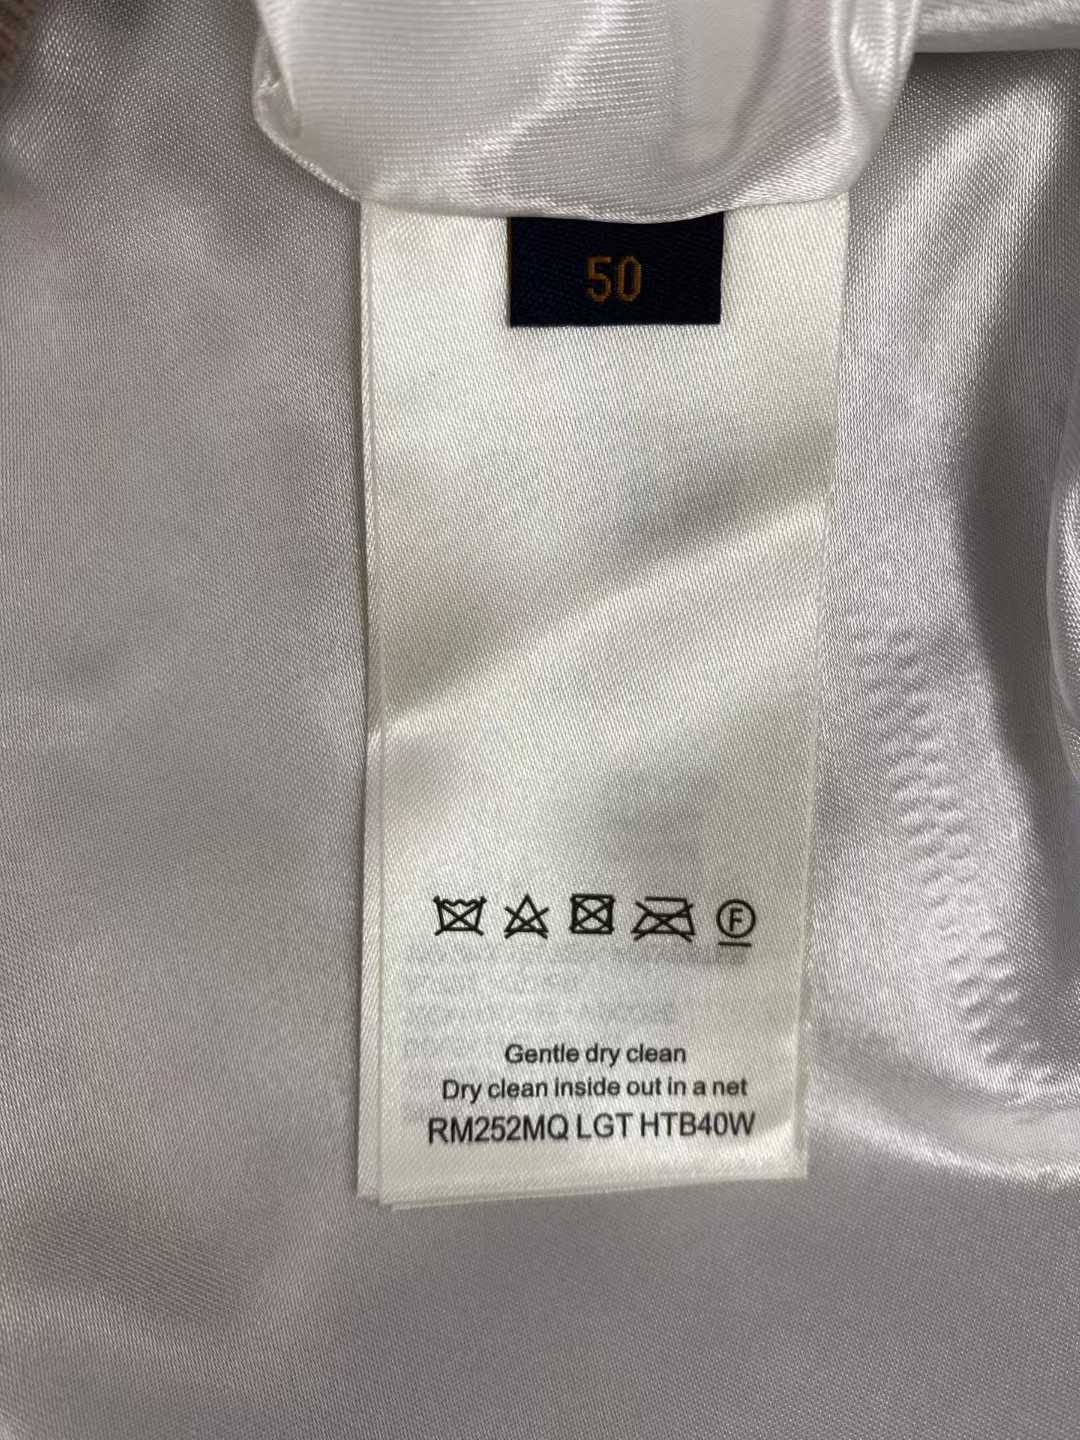 50
F
Gentle dry clean
Dry clean inside out in a net
RM252MQ LGT HTB40W